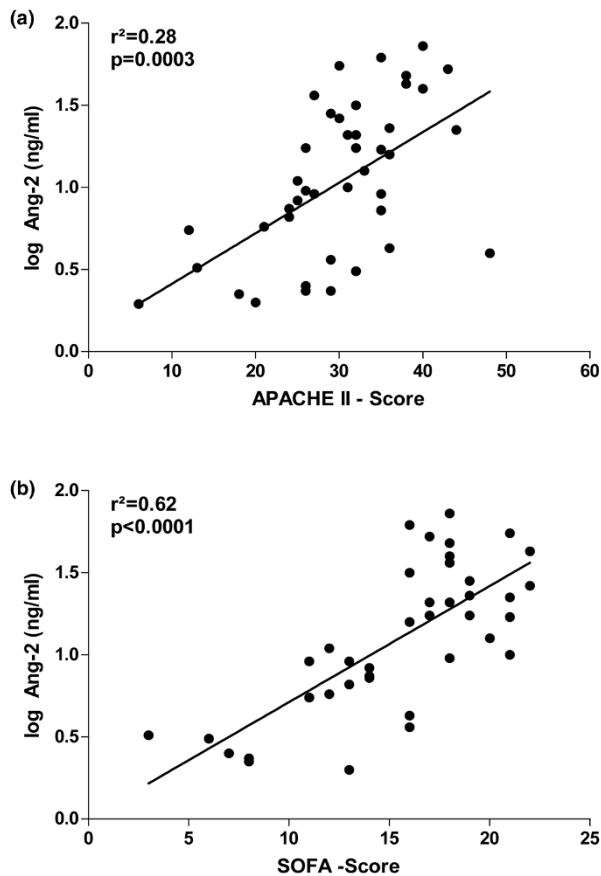 (a)
r²=0.28
p=0.0003
log Ang-2 (ng/ml)
2.0
1.5
1.0
0.5
0.0
0 10 20 30 40 50 60
APACHE II - Score
(b)
r²=0.62
p<0.0001
log Ang-2 (ng/ml)
2.0
1.5
1.0
0.5
0.0
0 5 10 15 20 25
SOFA -Score